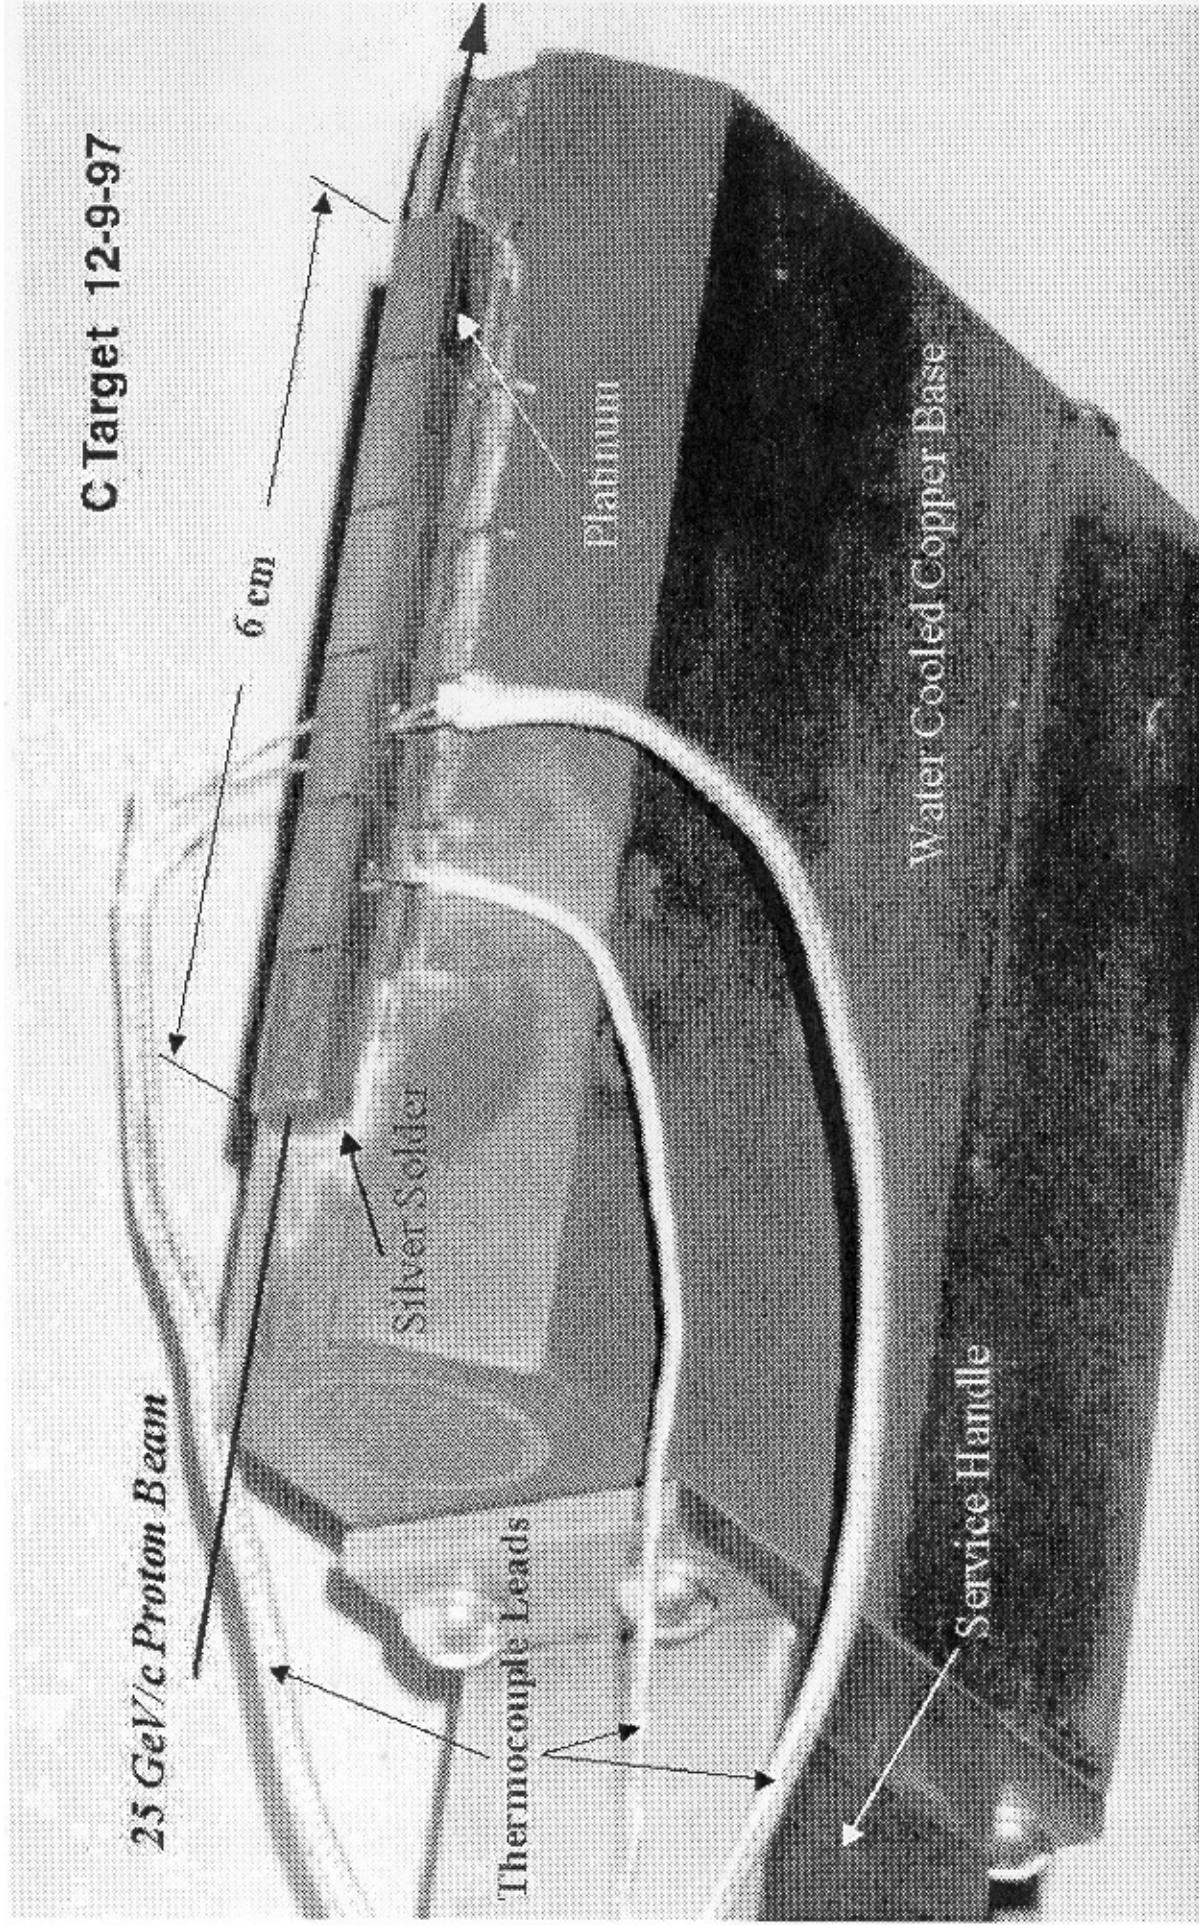 C Target 12-9-97
25 GeV/c Proton Beam
6 cm
Silver Solder
Platinum
Thermocouple Leads
Water Cooled Copper Base
Service Handle